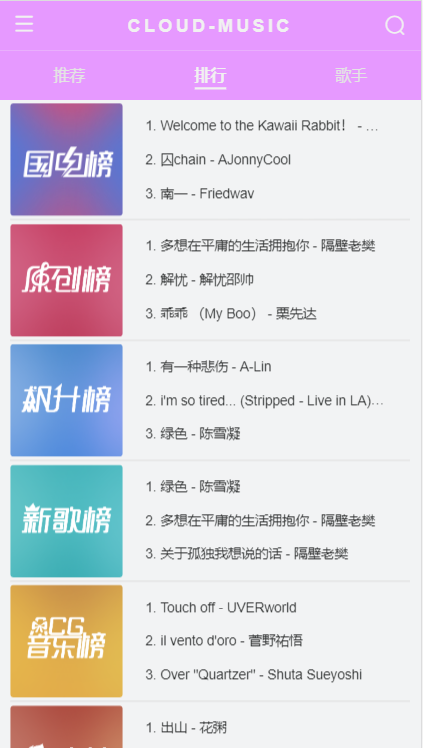 CLOUD-MUSIC
推荐
排行
歌手
国电榜
1. Welcome to the Kawaii Rabbit！ - …
2. 囚chain - AJonnyCool
3. 南一 - Friedwav
原创榜
1. 多想在平庸的生活拥抱你 - 隔壁老樊
2. 解忧 - 解忧邵帅
3. 乖乖 （My Boo） - 栗先达
飙升榜
1. 有一种悲伤 - A-Lin
2. i'm so tired... (Stripped - Live in LA)…
3. 绿色 - 陈雪凝
新歌榜
1. 绿色 - 陈雪凝
2. 多想在平庸的生活拥抱你 - 隔壁老樊
3. 关于孤独我想说的话 - 隔壁老樊
ACG
音乐榜
1. Touch off - UVERworld
2. il vento d'oro - 菅野祐悟
3. Over "Quartzer" - Shuta Sueyoshi
1. 出山 - 花粥